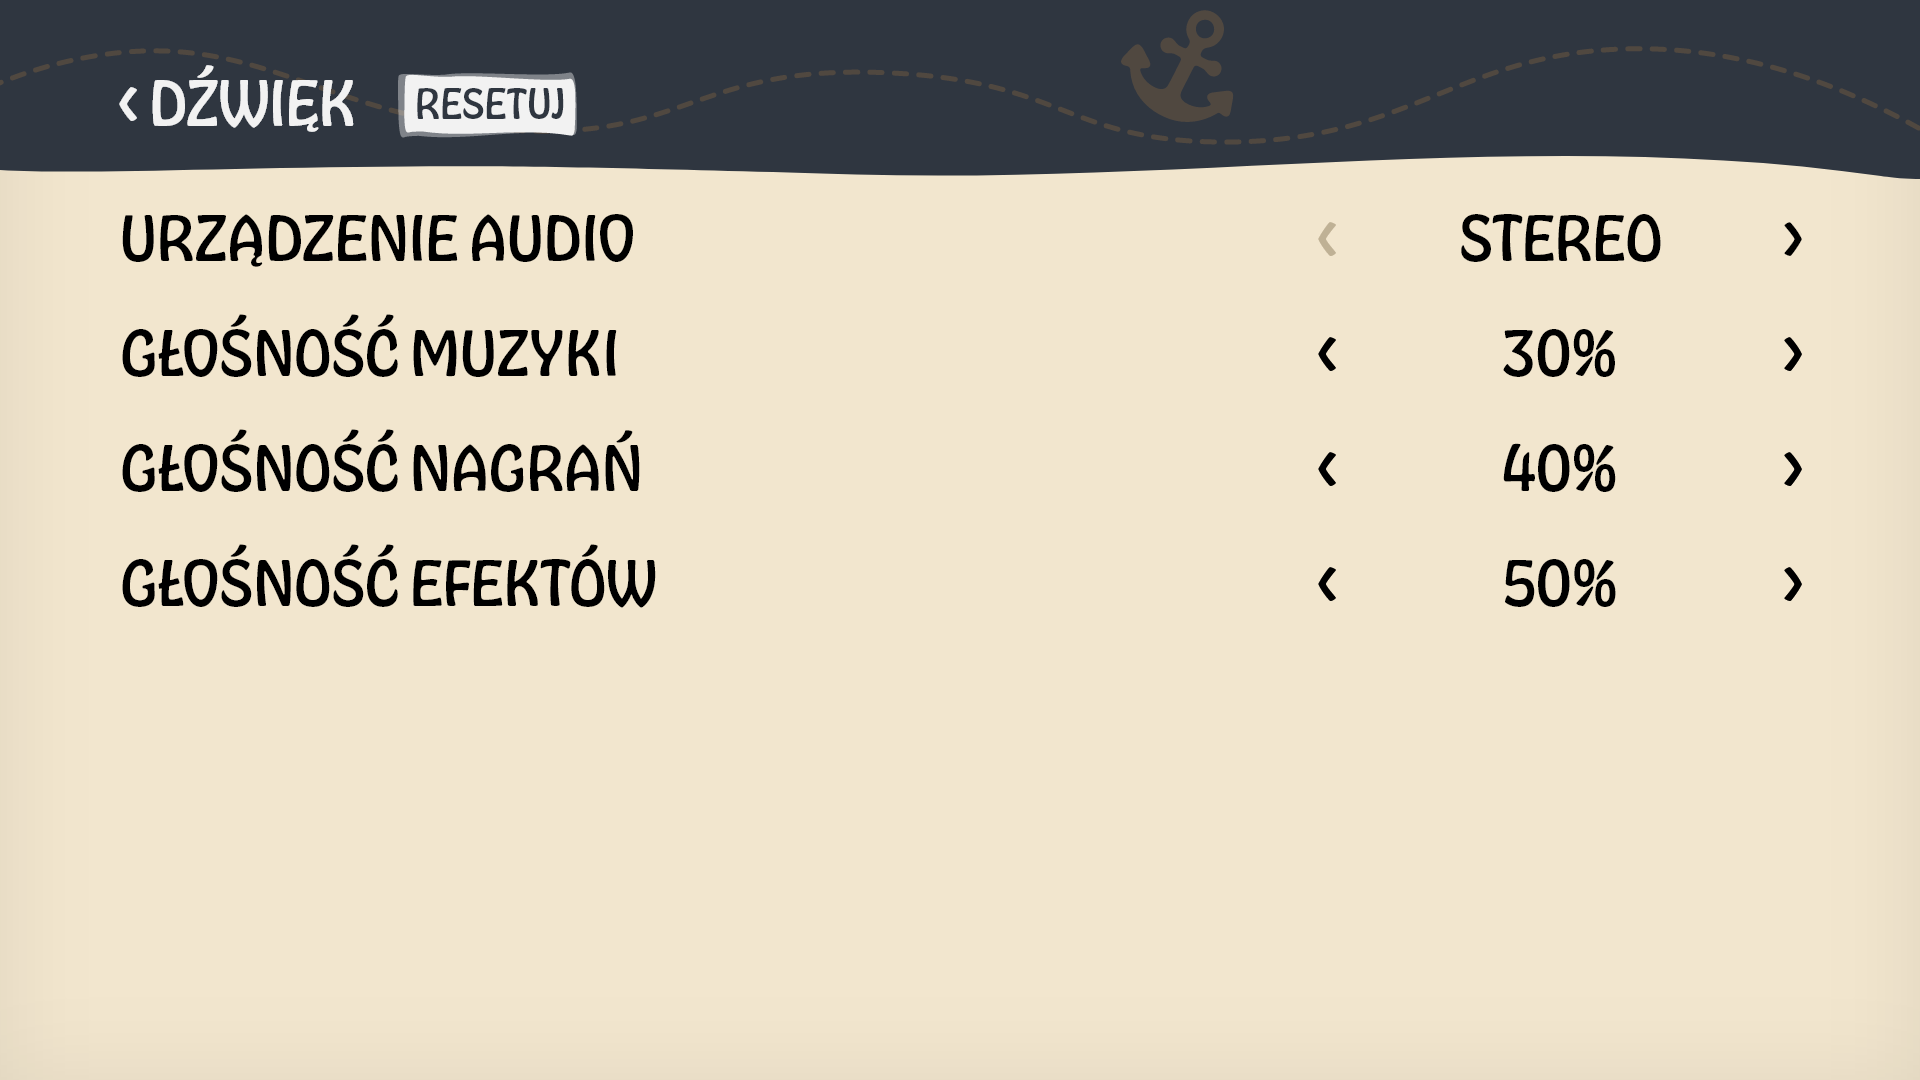 ‹ DŹWIĘK RESETUJ
URZĄDZENIE AUDIO ‹ STEREO ›
GŁOŚNOŚĆ MUZYKI ‹ 30% ›
GŁOŚNOŚĆ NAGRAŃ ‹ 40% ›
GŁOŚNOŚĆ EFEKTÓW ‹ 50% ›